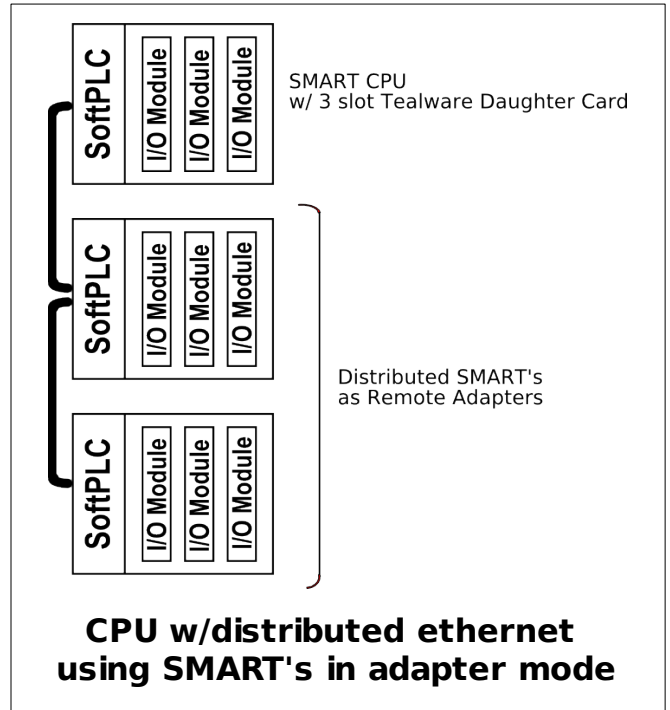 SoftPLC
I/O Module
I/O Module
I/O Module
SMART CPU
w/ 3 slot Tealware Daughter Card
SoftPLC
I/O Module
I/O Module
I/O Module
Distributed SMART's
as Remote Adapters
SoftPLC
I/O Module
I/O Module
I/O Module
CPU w/distributed ethernet
using SMART's in adapter mode